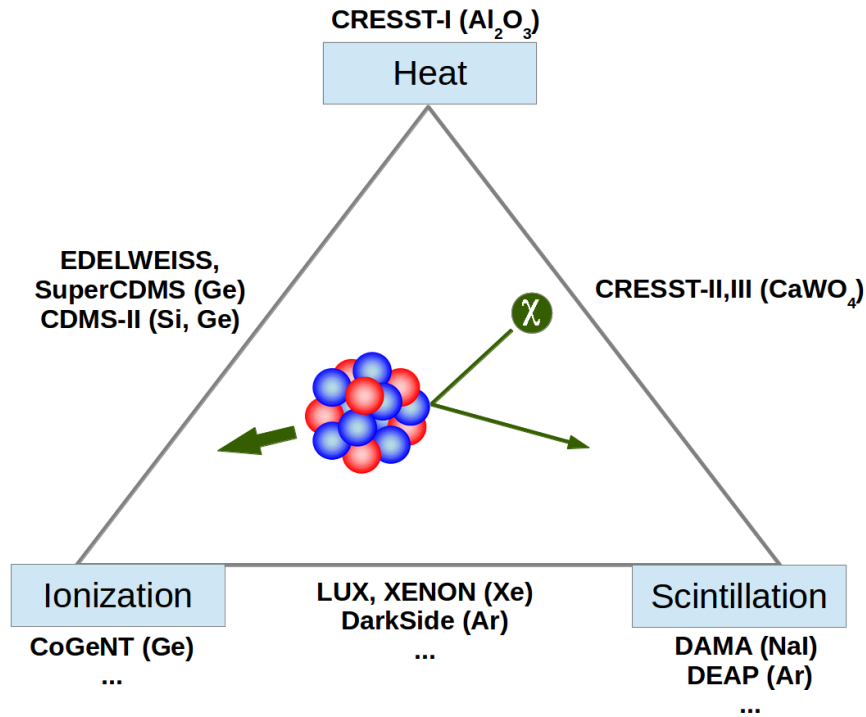 CRESST-I (Al₂O₃)
Heat
EDELWEISS,
SuperCDMS (Ge)
CDMS-II (Si, Ge)
CRESST-II,III (CaWO₄)
χ
Ionization
CoGeNT (Ge)
...
LUX, XENON (Xe)
DarkSide (Ar)
...
Scintillation
DAMA (NaI)
DEAP (Ar)
...